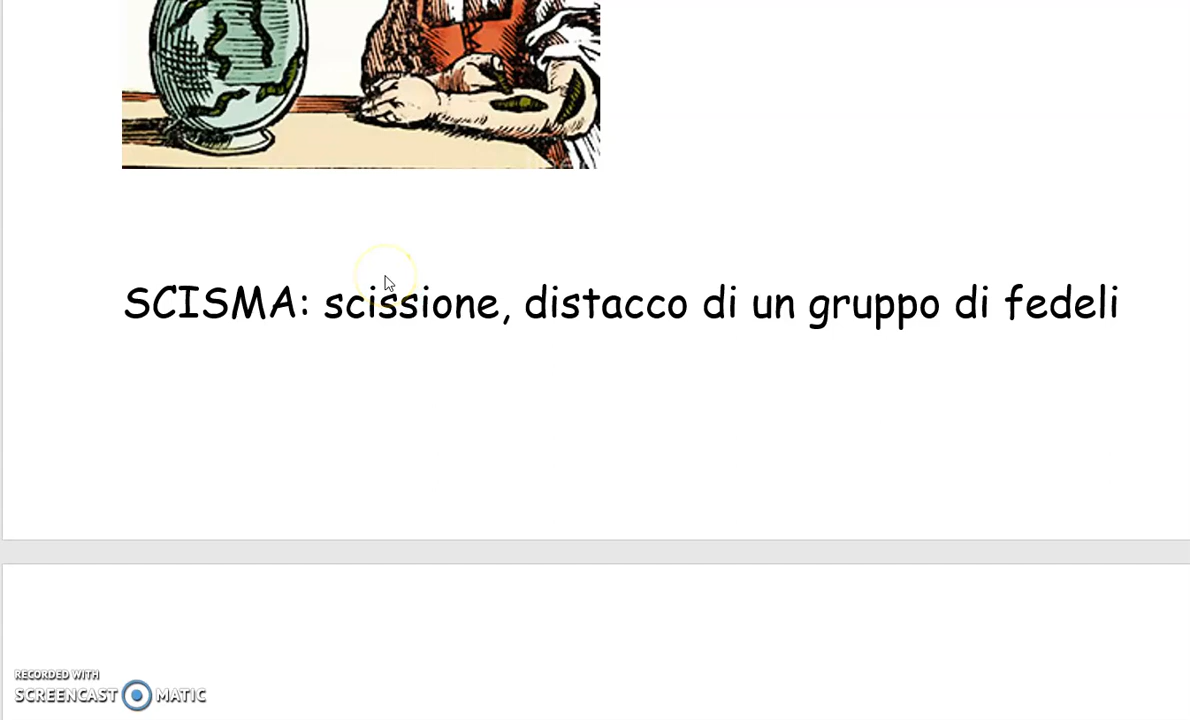 SCISMA: scissione, distacco di un gruppo di fedeli
RECORDED WITH
SCREENCAST MATIC